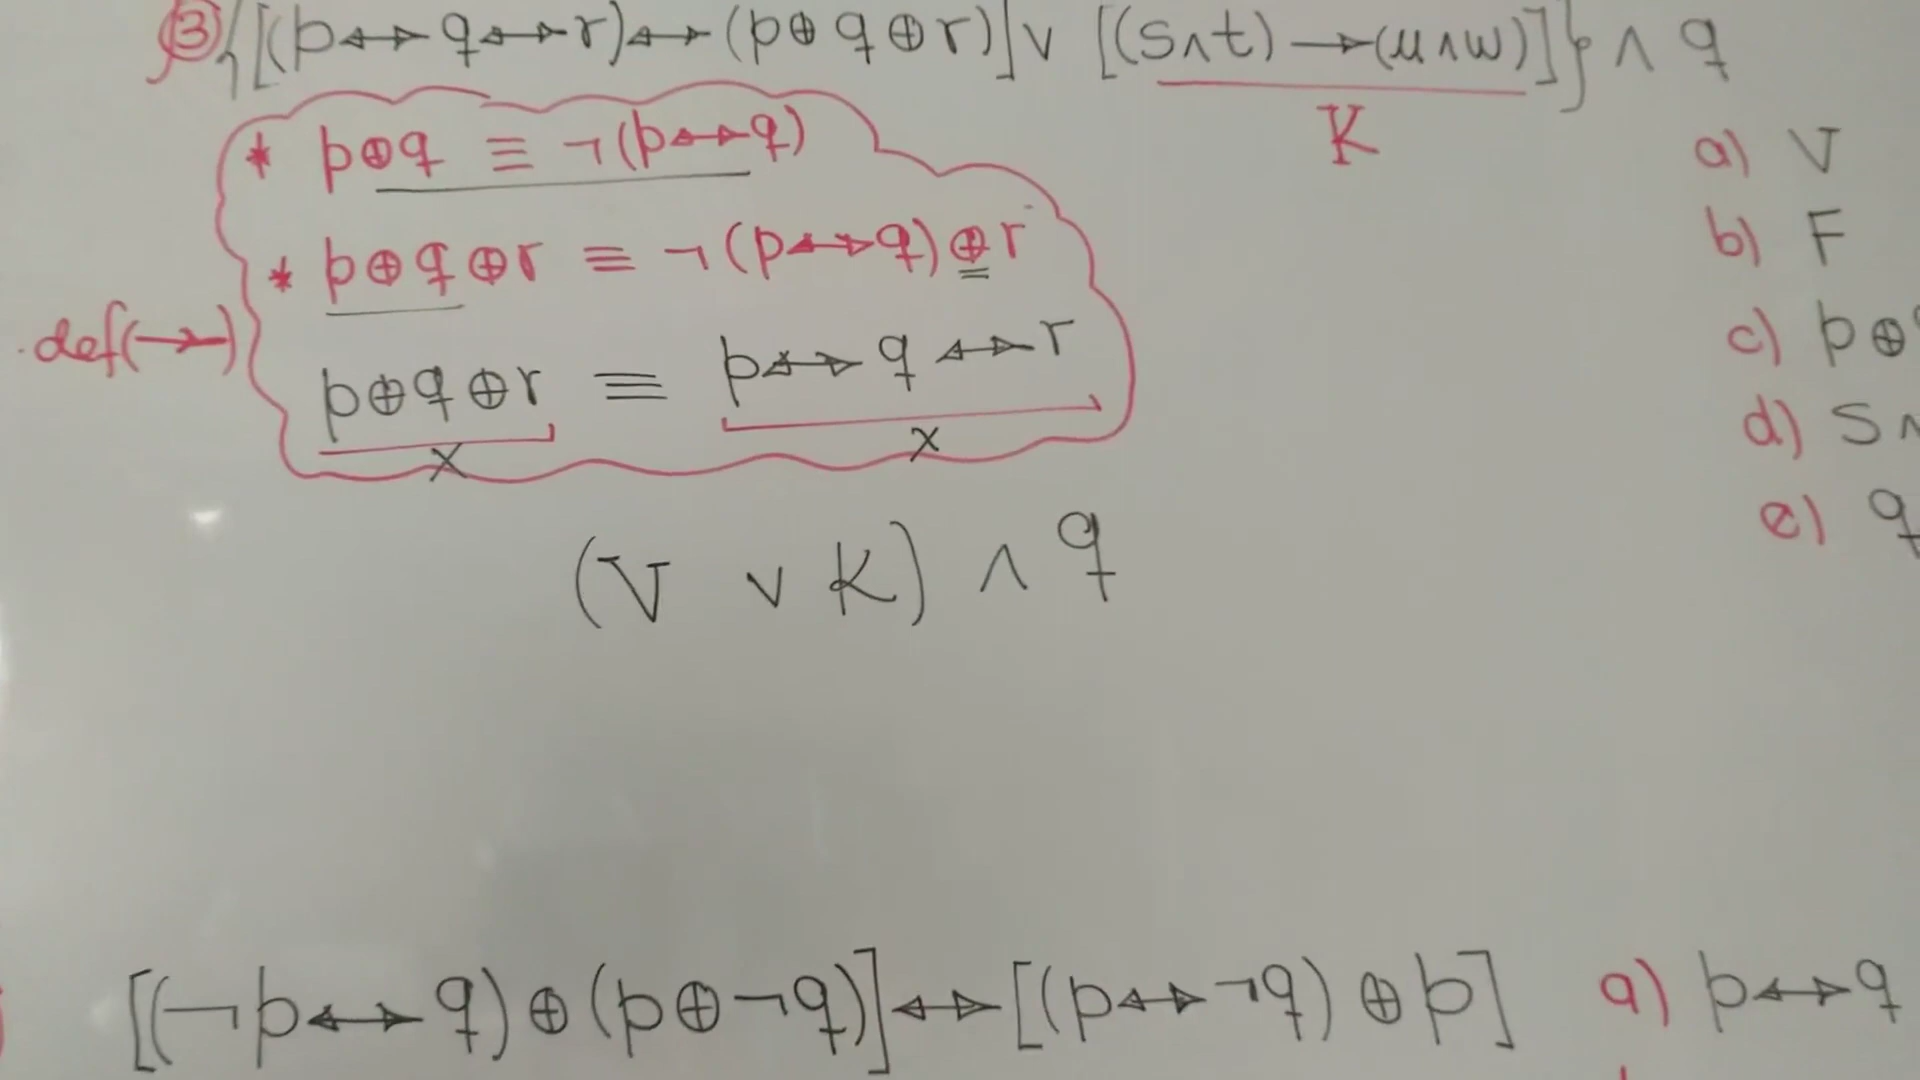 ③ {[(p↔q↔r)↔(p⊕q⊕r)]∨[(s∧t)→(u∧w)]}∧q
K
* p⊕q ≡ ¬(p↔q)
* p⊕q⊕r ≡ ¬(p↔q)⊕r
def(→)
p⊕q⊕r ≡ p↔q↔r
x x
a) V
b) F
c) p⊕
d) s∧
e) q
(V ∨ K) ∧ q
[(¬p↔q)⊕(p⊕¬q)]↔[(p↔¬q)⊕p] a) p↔q